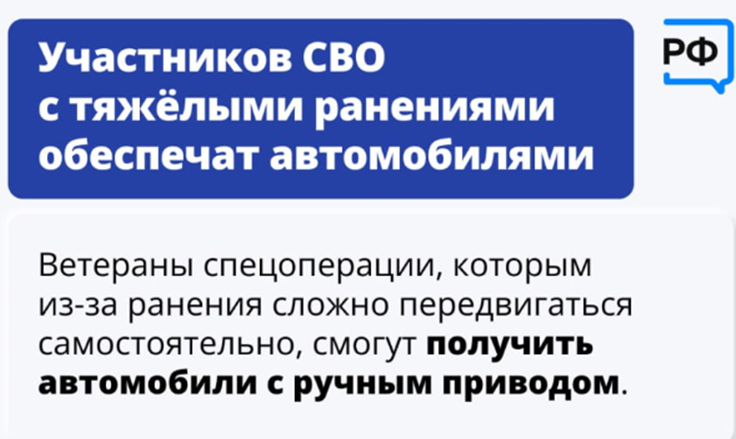 Участников СВО
с тяжёлыми ранениями
обеспечат автомобилями
РФ
Ветераны спецоперации, которым
из-за ранения сложно передвигаться
самостоятельно, смогут получить
автомобили с ручным приводом.